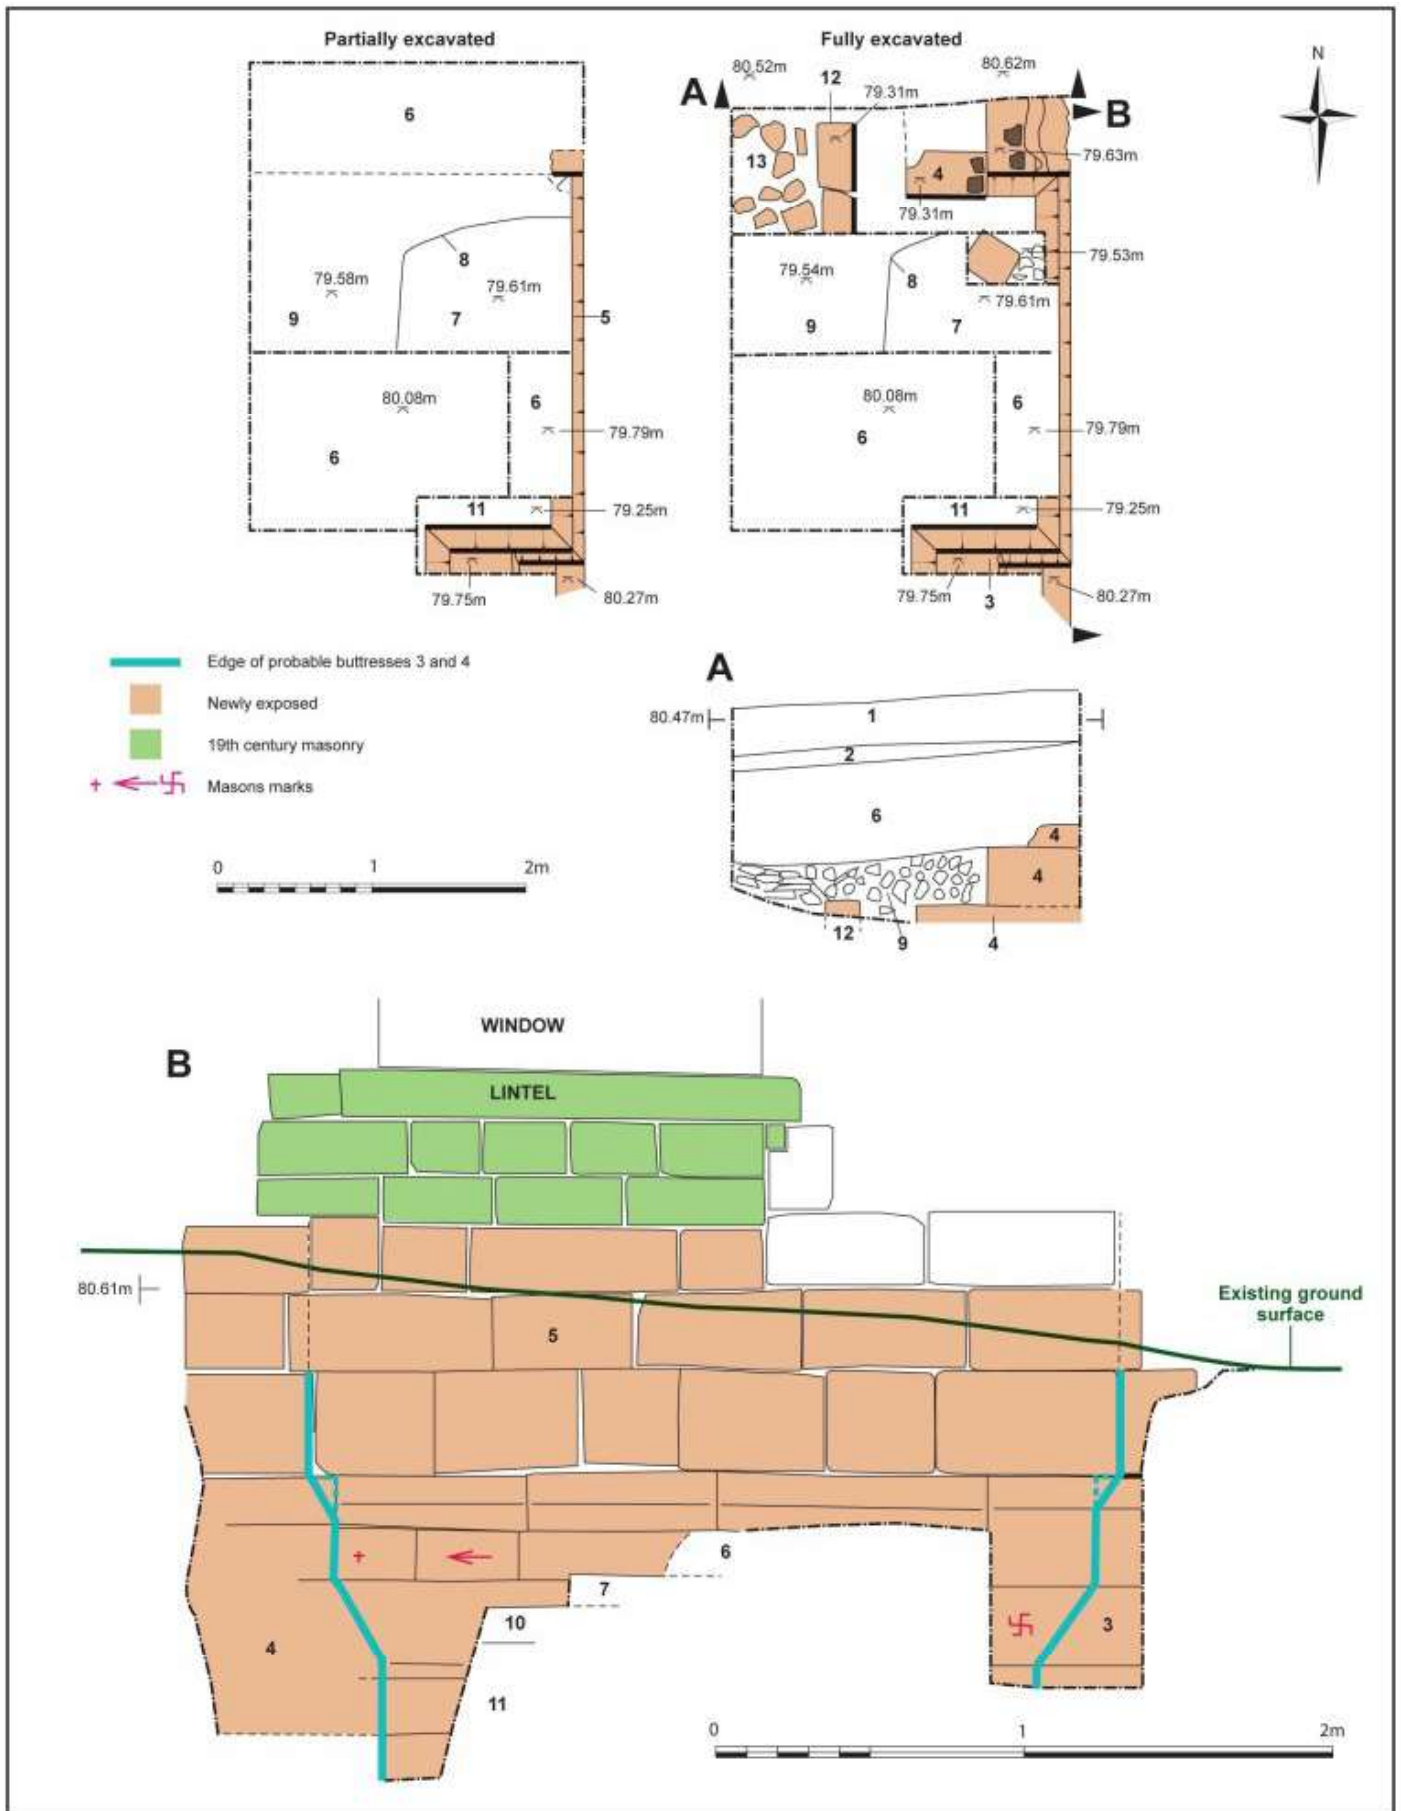 Partially excavated
6
8
79.58m
79.61m
9
7
5
80.08m
6
79.79m
6
11
79.25m
79.75m
80.27m
Fully excavated
80.52m
12
80.62m
A
79.31m
B
13
4
79.63m
79.31m
79.53m
79.54m
8
79.61m
9
7
80.08m
6
6
79.79m
11
79.25m
79.75m
3
80.27m
N
Edge of probable buttresses 3 and 4
Newly exposed
19th century masonry
Masons marks
0 1 2m
A
80.47m
1
2
6
4
4
12
9
4
B
WINDOW
LINTEL
80.61m
Existing ground
surface
5
6
7
10
4
3
11
0 1 2m